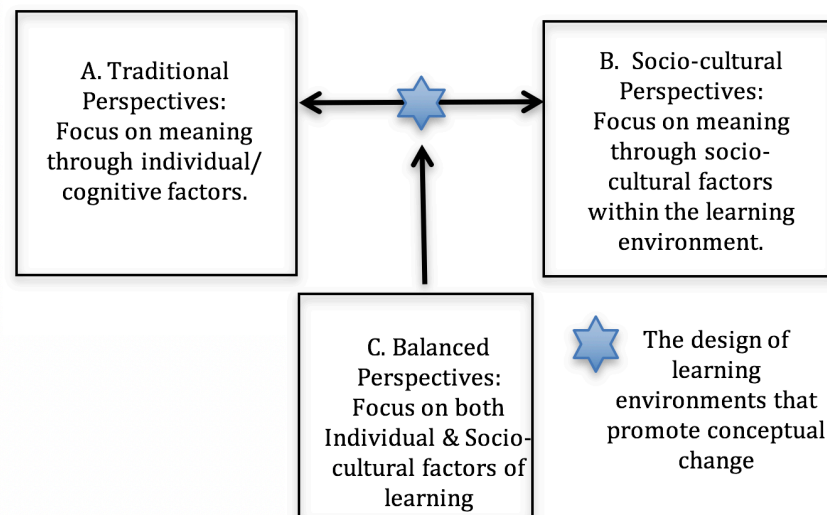 A. Traditional
Perspectives:
Focus on meaning
through individual/
cognitive factors.
B.  Socio-cultural
Perspectives:
Focus on meaning
through socio-
cultural factors
within the learning
environment.
C. Balanced
Perspectives:
Focus on both
Individual & Socio-
cultural factors of
learning
The design of
learning
environments that
promote conceptual
change